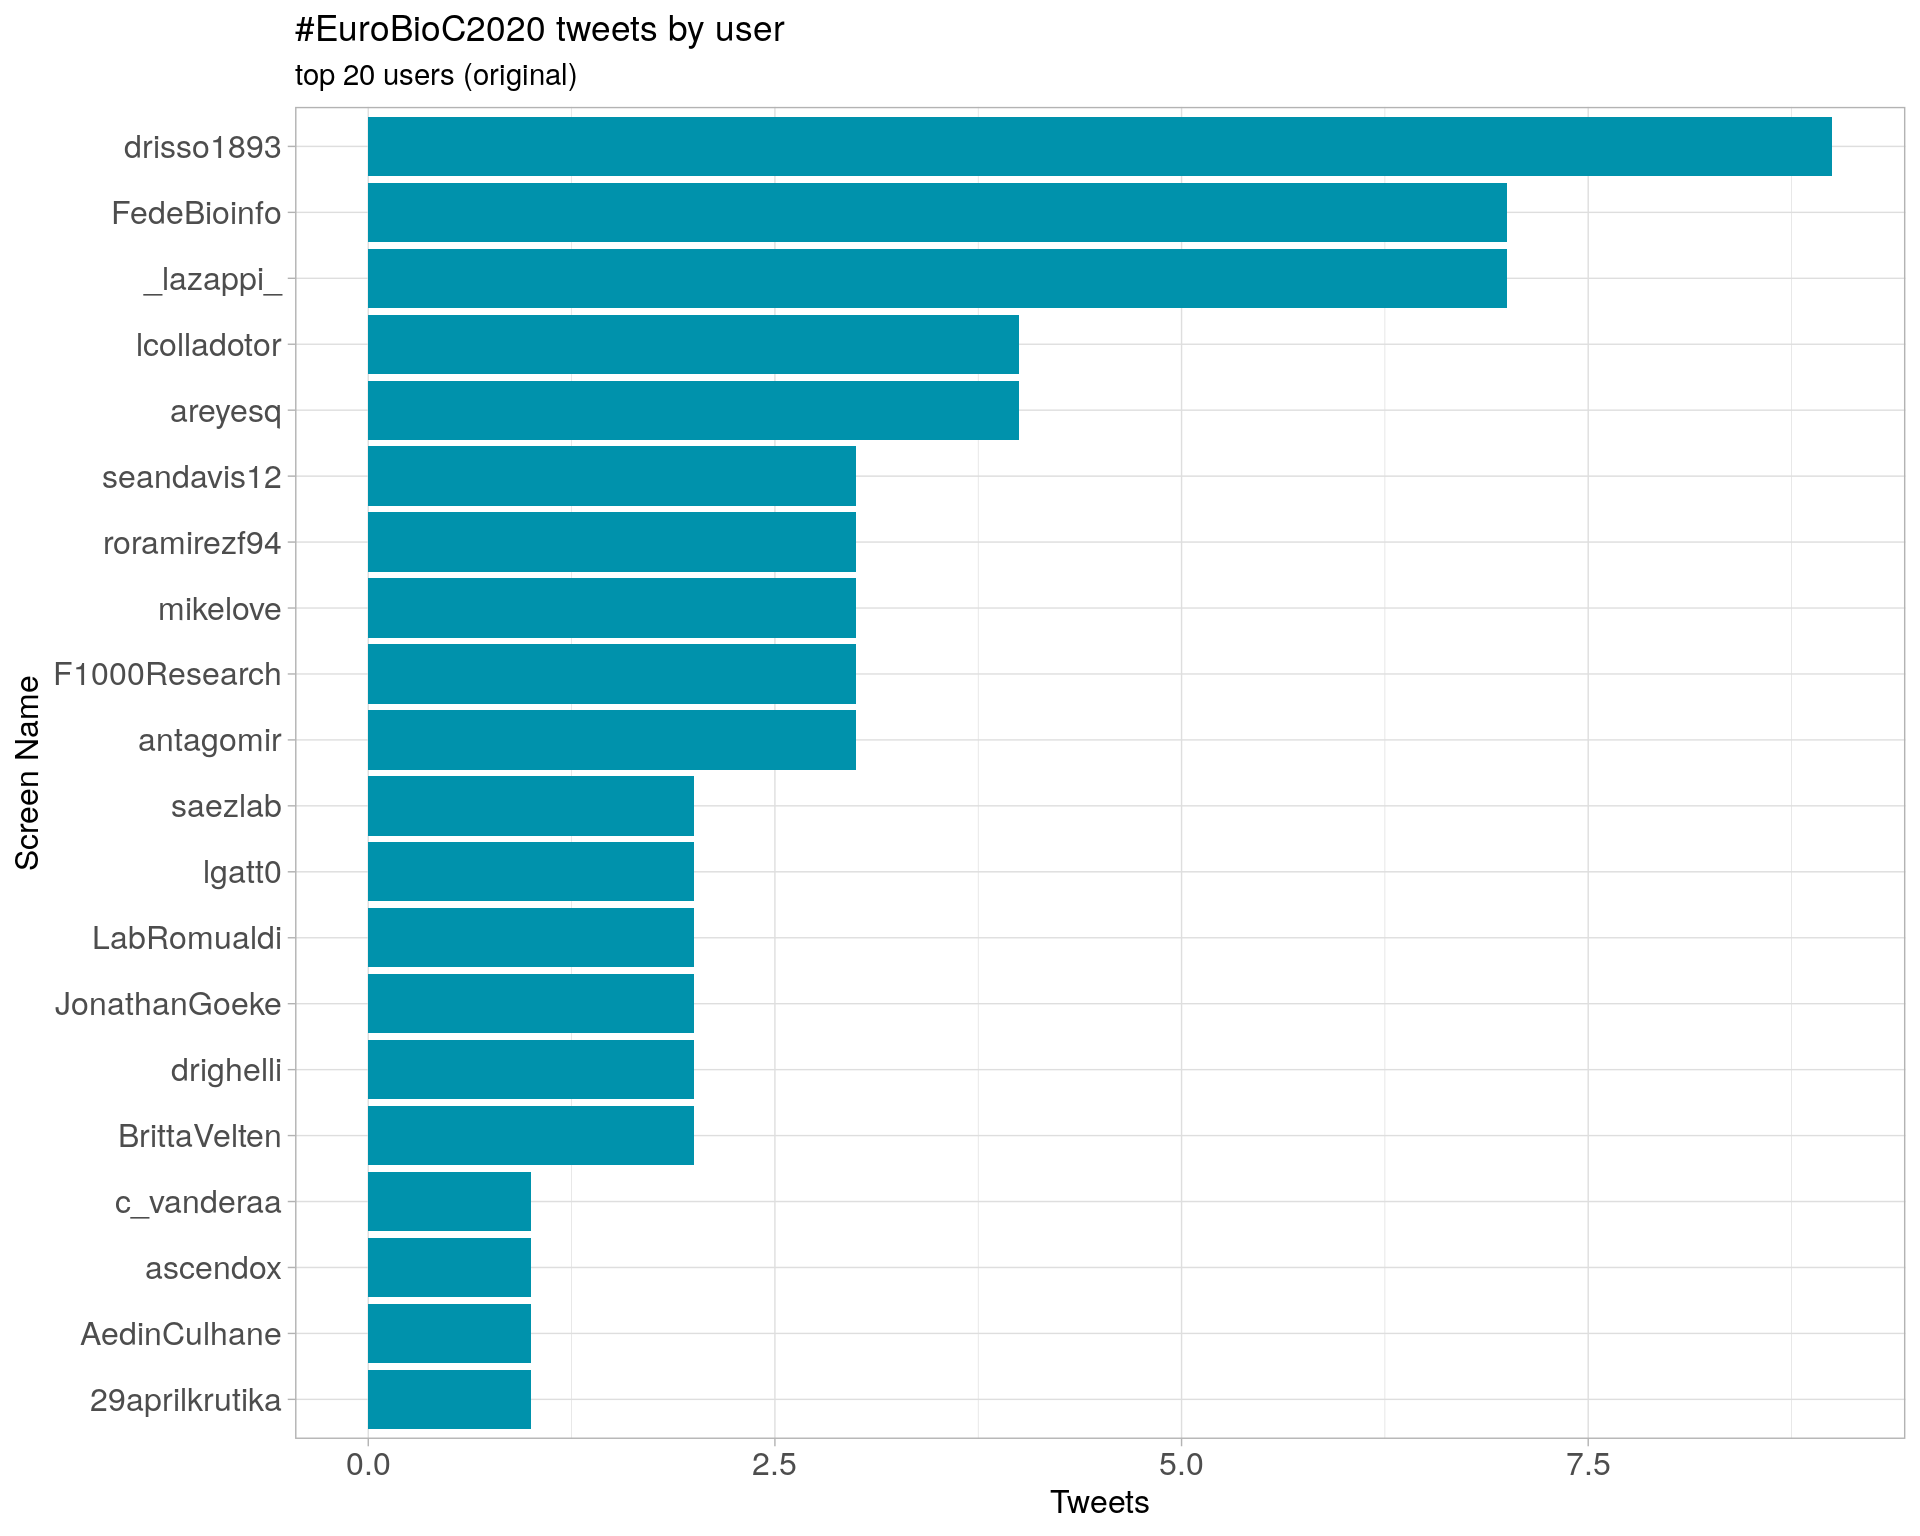 #EuroBioC2020 tweets by user
top 20 users (original)
drisso1893
FedeBioinfo
_lazappi_
lcolladotor
areyesq
seandavis12
roramirezf94
mikelove
F1000Research
antagomir
saezlab
lgatt0
LabRomualdi
JonathanGoeke
drighelli
BrittaVelten
c_vanderaa
ascendox
AedinCulhane
29aprilkrutika
Screen Name
0.0 2.5 5.0 7.5
Tweets